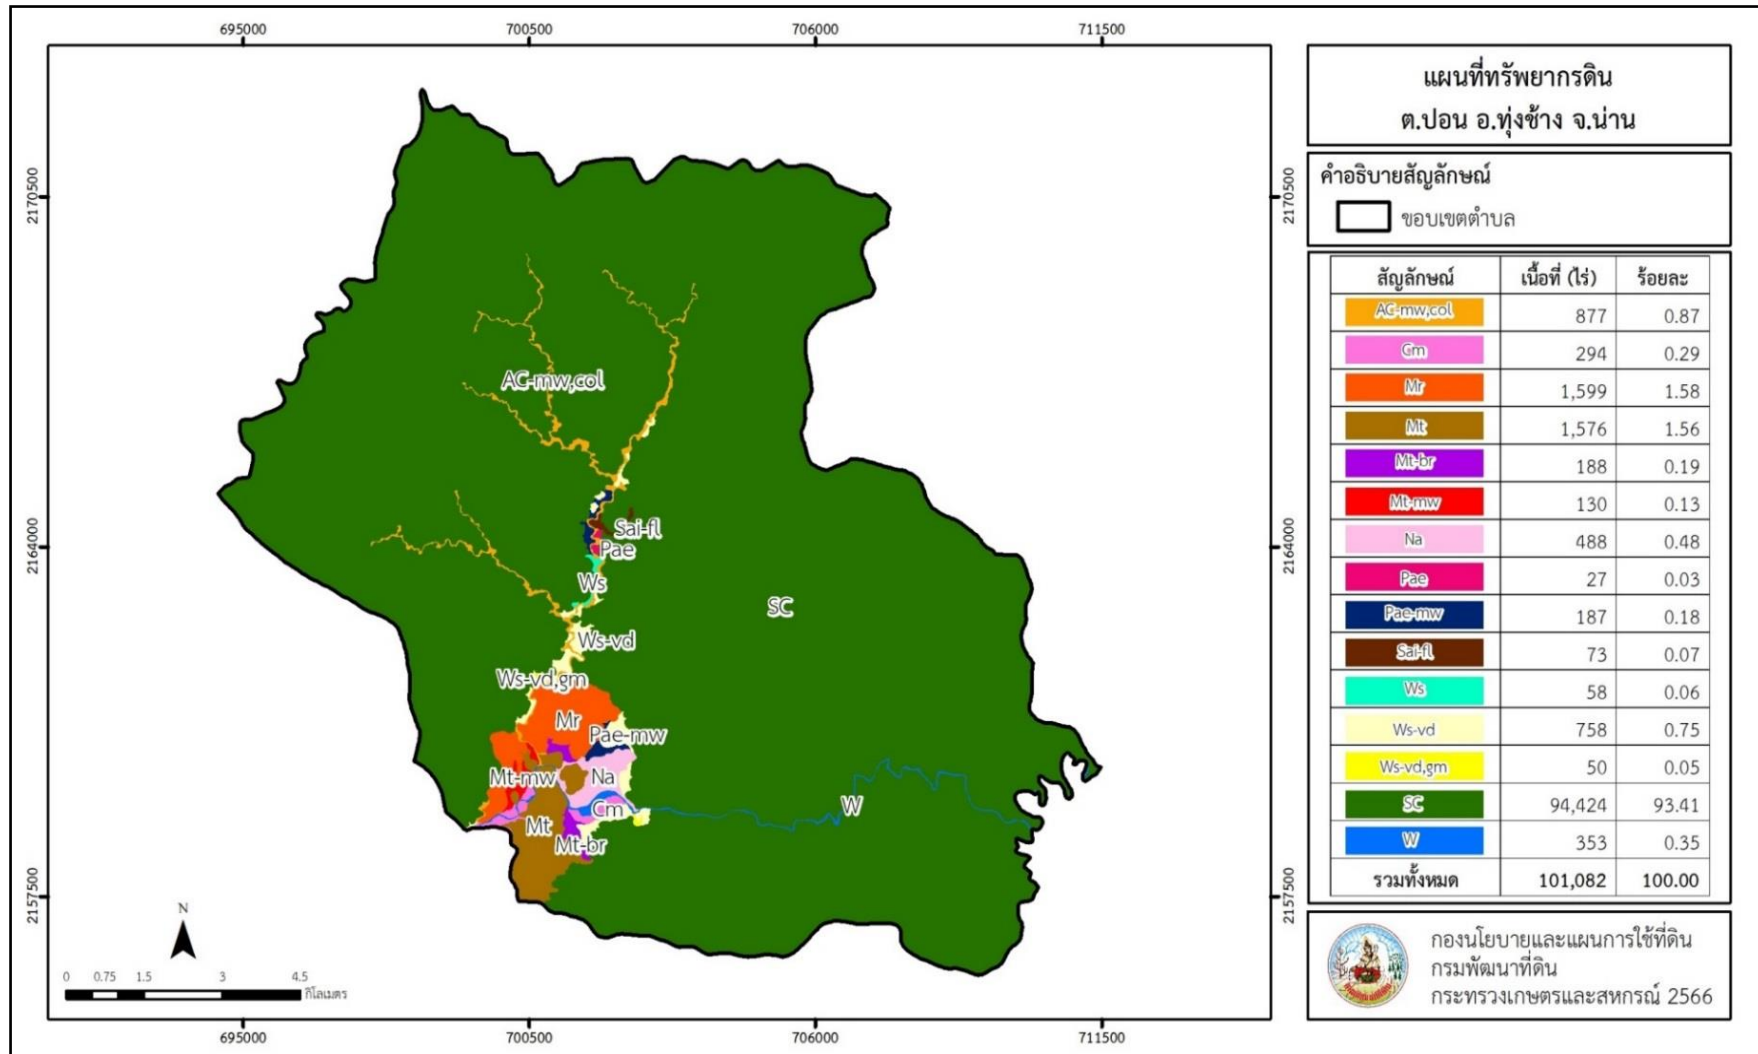 695000
700500
706000
711500
2170500
2164000
2157500
2170500
2164000
2157500
695000
700500
706000
711500
AC-mw,col
Sai-fl
Pae
Ws
SC
Ws-vd
Ws-vd,gm
Mr
Pae-mw
Mt-mw
Na
W
Cm
Mt
Mt-br
N
0 0.75 1.5 3 4.5
กิโลเมตร
แผนที่ทรัพยากรดิน
ต.ปอน อ.ทุ่งช้าง จ.น่าน
คำอธิบายสัญลักษณ์
ขอบเขตตำบล
สัญลักษณ์ เนื้อที่ (ไร่) ร้อยละ
AC-mw,col 877 0.87
Cm 294 0.29
Mr 1,599 1.58
Mt 1,576 1.56
Mt-br 188 0.19
Mt-mw 130 0.13
Na 488 0.48
Pae 27 0.03
Pae-mw 187 0.18
Sai-fl 73 0.07
Ws 58 0.06
Ws-vd 758 0.75
Ws-vd,gm 50 0.05
SC 94,424 93.41
W 353 0.35
รวมทั้งหมด 101,082 100.00
กองนโยบายและแผนการใช้ที่ดิน
กรมพัฒนาที่ดิน
กระทรวงเกษตรและสหกรณ์ 2566